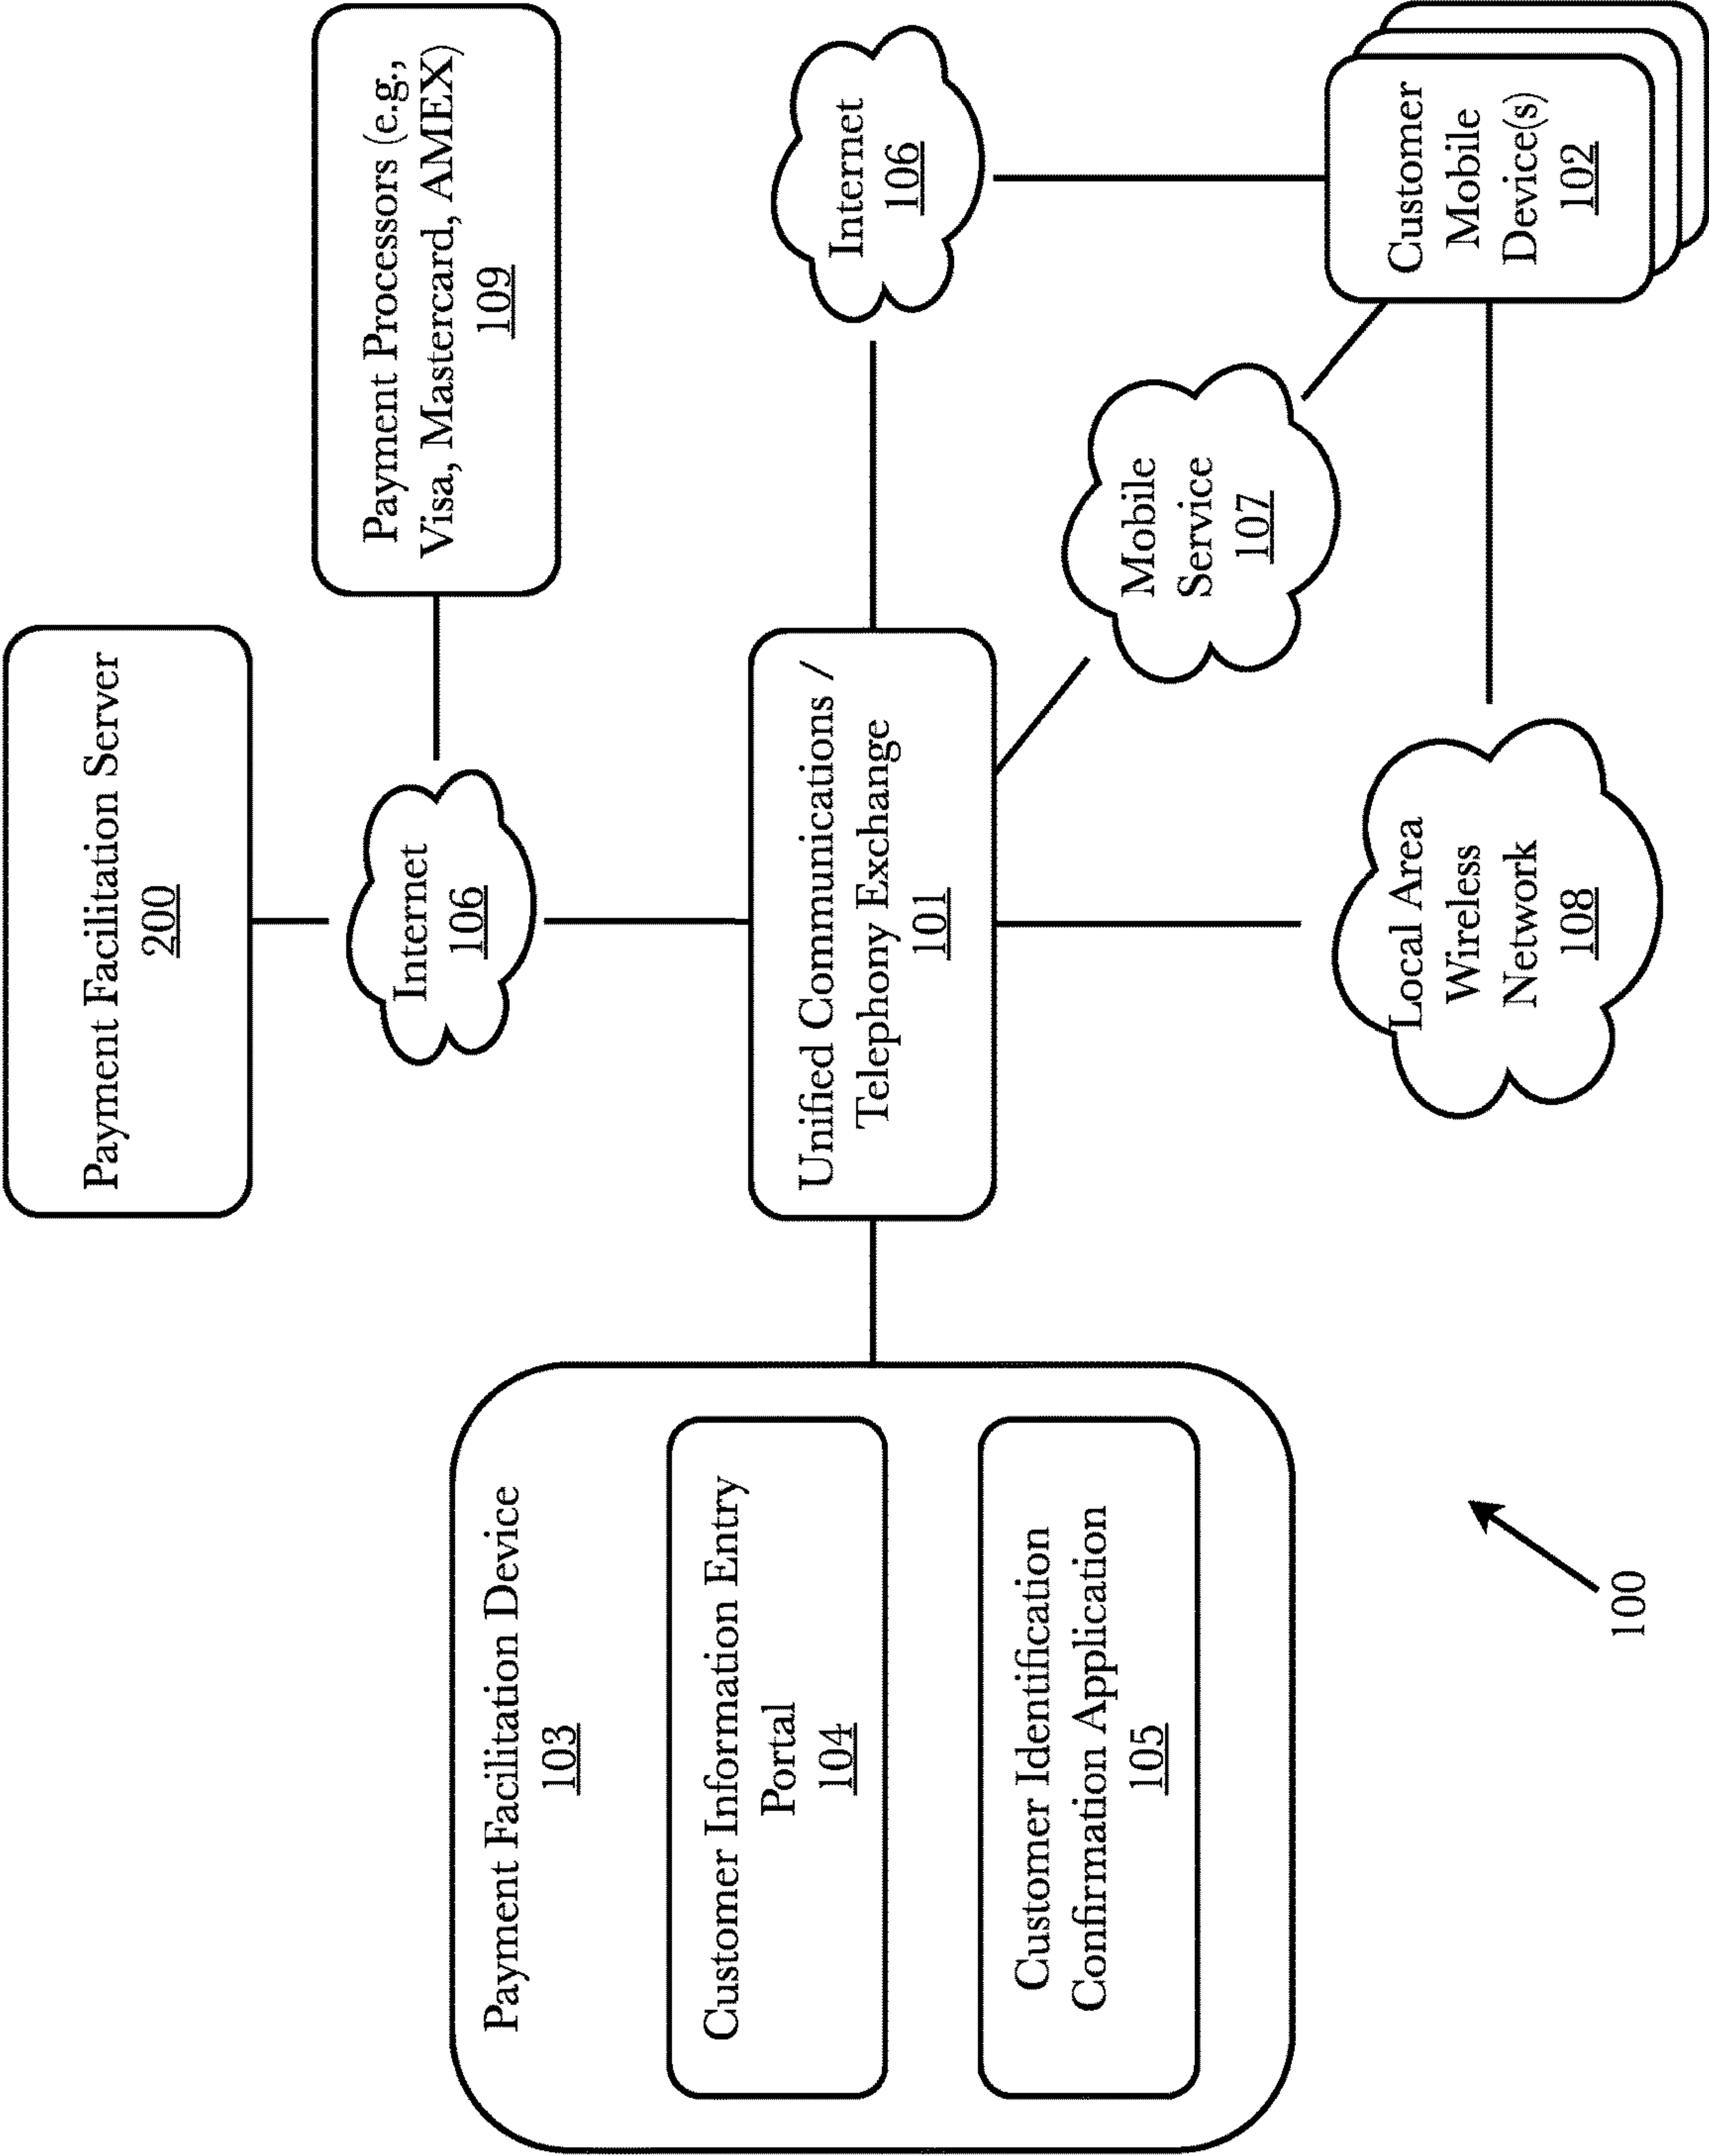 Payment Facilitation Server
200
Payment Processors (e.g.,
Visa, Mastercard, AMEX)
109
Internet
106
Payment Facilitation Device
103
Customer Information Entry
Portal
104
Customer Identification
Confirmation Application
105
Unified Communications /
Telephony Exchange
101
Internet
106
Mobile
Service
107
Local Area
Wireless
Network
108
Customer
Mobile
Device(s)
102
100